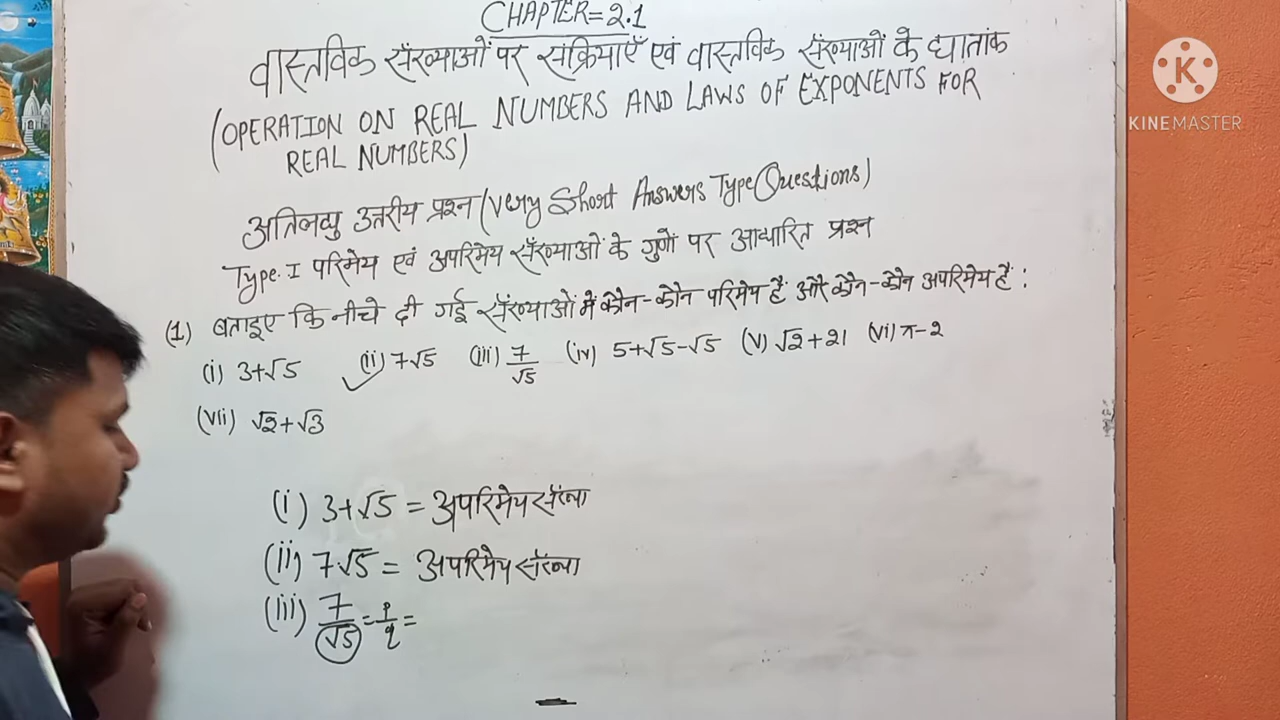 CHAPTER=2.1
वास्तविक संख्याओं पर संक्रियाएँ एवं वास्तविक संख्याओं के घातांक
(OPERATION ON REAL NUMBERS AND LAWS OF EXPONENTS FOR
REAL NUMBERS)
अतिलघु उत्तरीय प्रश्न (Very Short Answers Type Questions)
Type-I परिमेय एवं अपरिमेय संख्याओं के गुणों पर आधारित प्रश्न
(1) बताइए कि नीचे दी गई संख्याओं में कौन-कौन परिमेय हैं और कौन-कौन अपरिमेय हैं:
(i) 3+√5 (ii) 7√5 (iii) 7/√5 (iv) 5+√5-√5 (v) √2+21 (vi) π-2
(vii) √2+√3
(i) 3+√5 = अपरिमेय संख्या
(ii) 7√5 = अपरिमेय संख्या
(iii) 7/√5 = p/q =
KINEMASTER